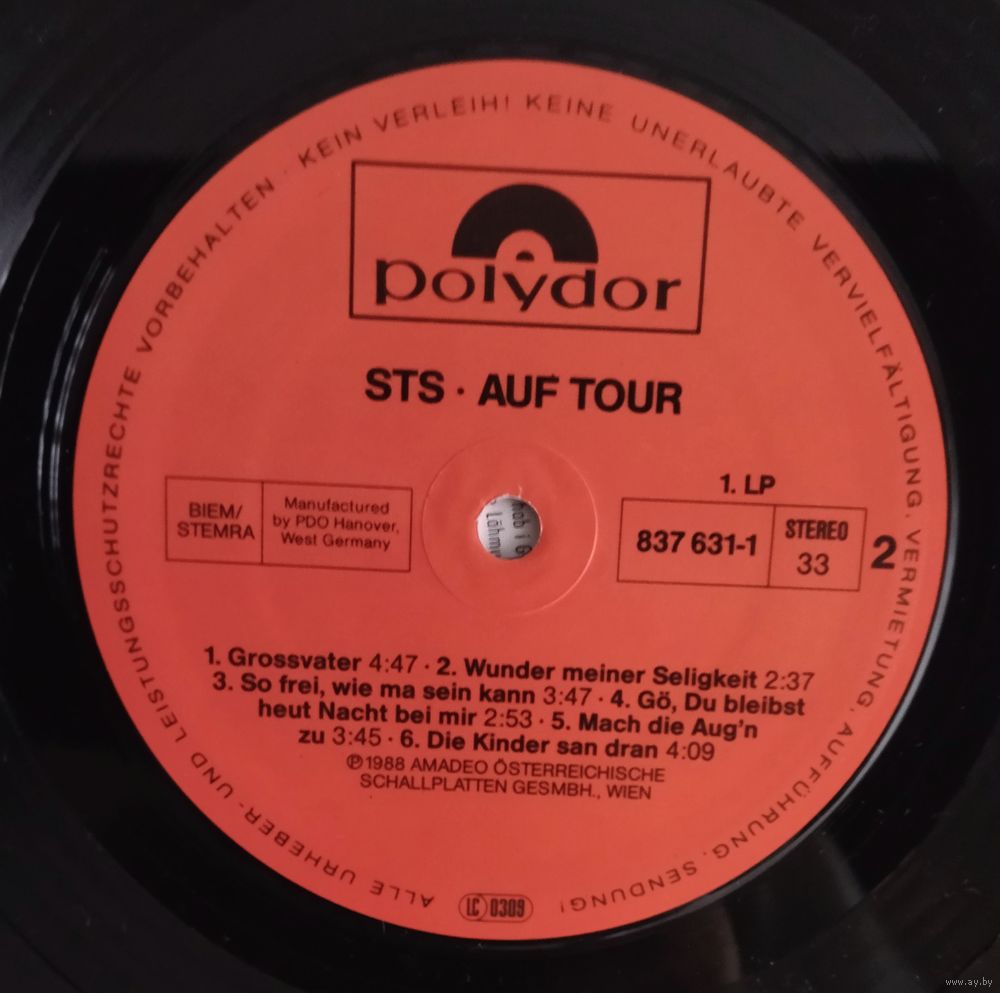 ALLE URHEBER- UND LEISTUNGSSCHUTZRECHTE VORBEHALTEN · KEIN VERLEIH! KEINE UNERLAUBTE VERVIELFÄLTIGUNG, VERMIETUNG, AUFFÜHRUNG, SENDUNG!
polydor
STS · AUF TOUR
BIEM/
STEMRA
Manufactured
by PDO Hanover,
West Germany
1. LP
837 631-1
STEREO
33
2
1. Grossvater 4:47 · 2. Wunder meiner Seligkeit 2:37
3. So frei, wie ma sein kann 3:47 · 4. Gö, Du bleibst
heut Nacht bei mir 2:53 · 5. Mach die Aug'n
zu 3:45 · 6. Die Kinder san dran 4:09
℗ 1988 AMADEO ÖSTERREICHISCHE
SCHALLPLATTEN GESMBH., WIEN
LC 0309
www.ay.by